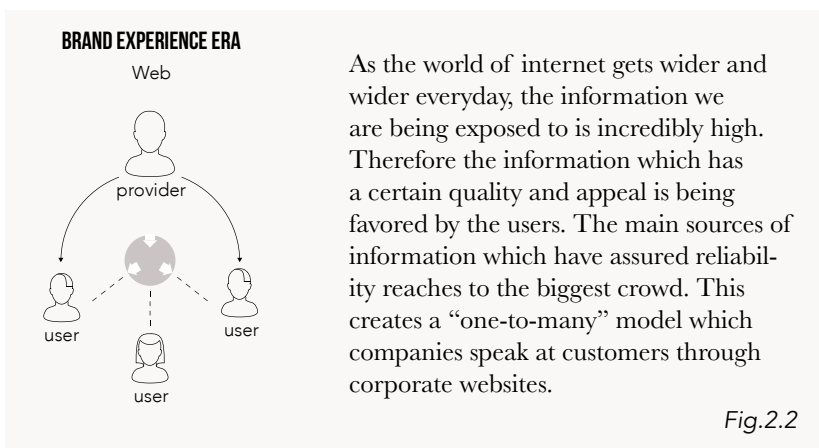 BRAND EXPERIENCE ERA
Web
provider
user
user
user
As the world of internet gets wider and
wider everyday, the information we
are being exposed to is incredibly high.
Therefore the information which has
a certain quality and appeal is being
favored by the users. The main sources of
information which have assured reliabil-
ity reaches to the biggest crowd. This
creates a “one-to-many” model which
companies speak at customers through
corporate websites.
Fig.2.2